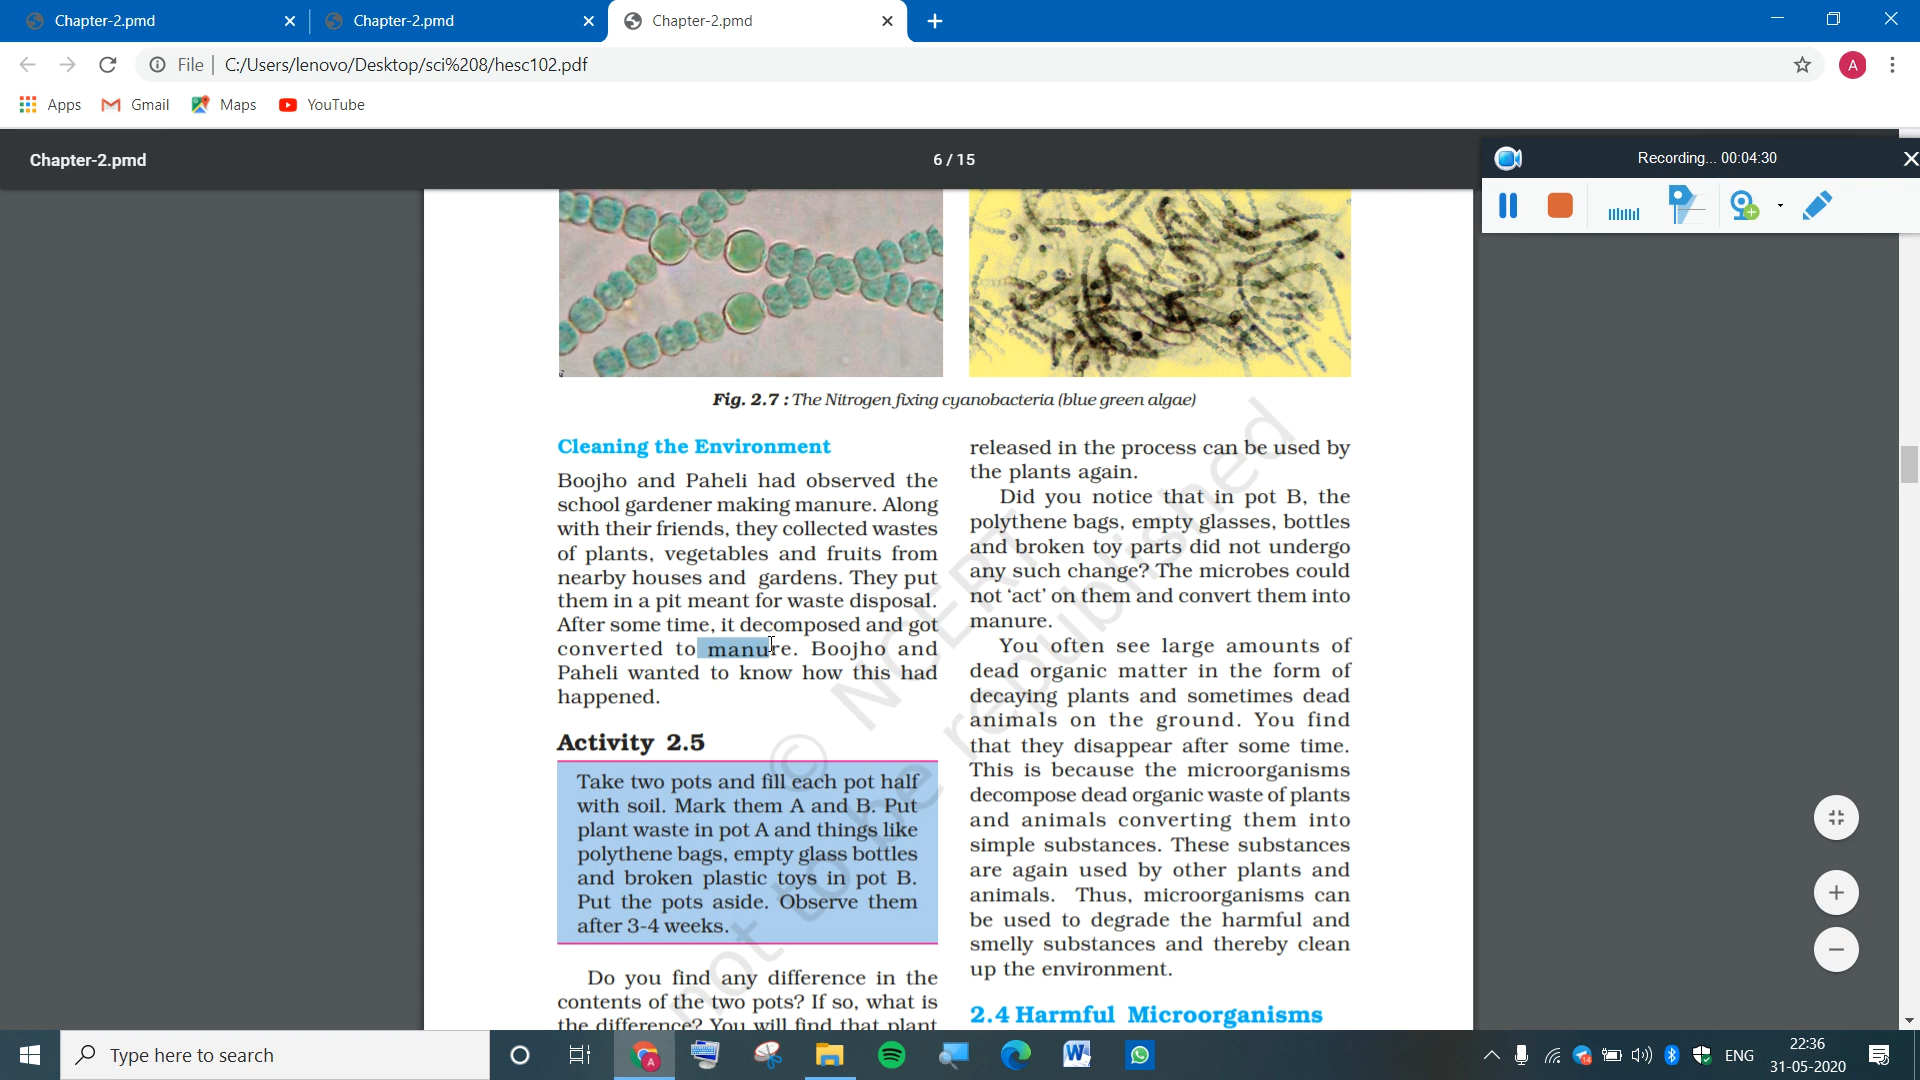 Chapter-2.pmd
Chapter-2.pmd
Chapter-2.pmd
File
C:/Users/lenovo/Desktop/sci%208/hesc102.pdf
A
Apps
Gmail
Maps
YouTube
Chapter-2.pmd
6 / 15
Recording... 00:04:30
Fig. 2.7 : The Nitrogen fixing cyanobacteria (blue green algae)
Cleaning the Environment
Boojho and Paheli had observed the
school gardener making manure. Along
with their friends, they collected wastes
of plants, vegetables and fruits from
nearby houses and gardens. They put
them in a pit meant for waste disposal.
After some time, it decomposed and got
converted to manure. Boojho and
Paheli wanted to know how this had
happened.
Activity 2.5
Take two pots and fill each pot half
with soil. Mark them A and B. Put
plant waste in pot A and things like
polythene bags, empty glass bottles
and broken plastic toys in pot B.
Put the pots aside. Observe them
after 3-4 weeks.
Do you find any difference in the
contents of the two pots? If so, what is
the difference? You will find that plant
released in the process can be used by
the plants again.
Did you notice that in pot B, the
polythene bags, empty glasses, bottles
and broken toy parts did not undergo
any such change? The microbes could
not ‘act’ on them and convert them into
manure.
You often see large amounts of
dead organic matter in the form of
decaying plants and sometimes dead
animals on the ground. You find
that they disappear after some time.
This is because the microorganisms
decompose dead organic waste of plants
and animals converting them into
simple substances. These substances
are again used by other plants and
animals. Thus, microorganisms can
be used to degrade the harmful and
smelly substances and thereby clean
up the environment.
2.4 Harmful Microorganisms
© NCERT
not to be republished
Type here to search
A
W
14
ENG
22:36
31-05-2020